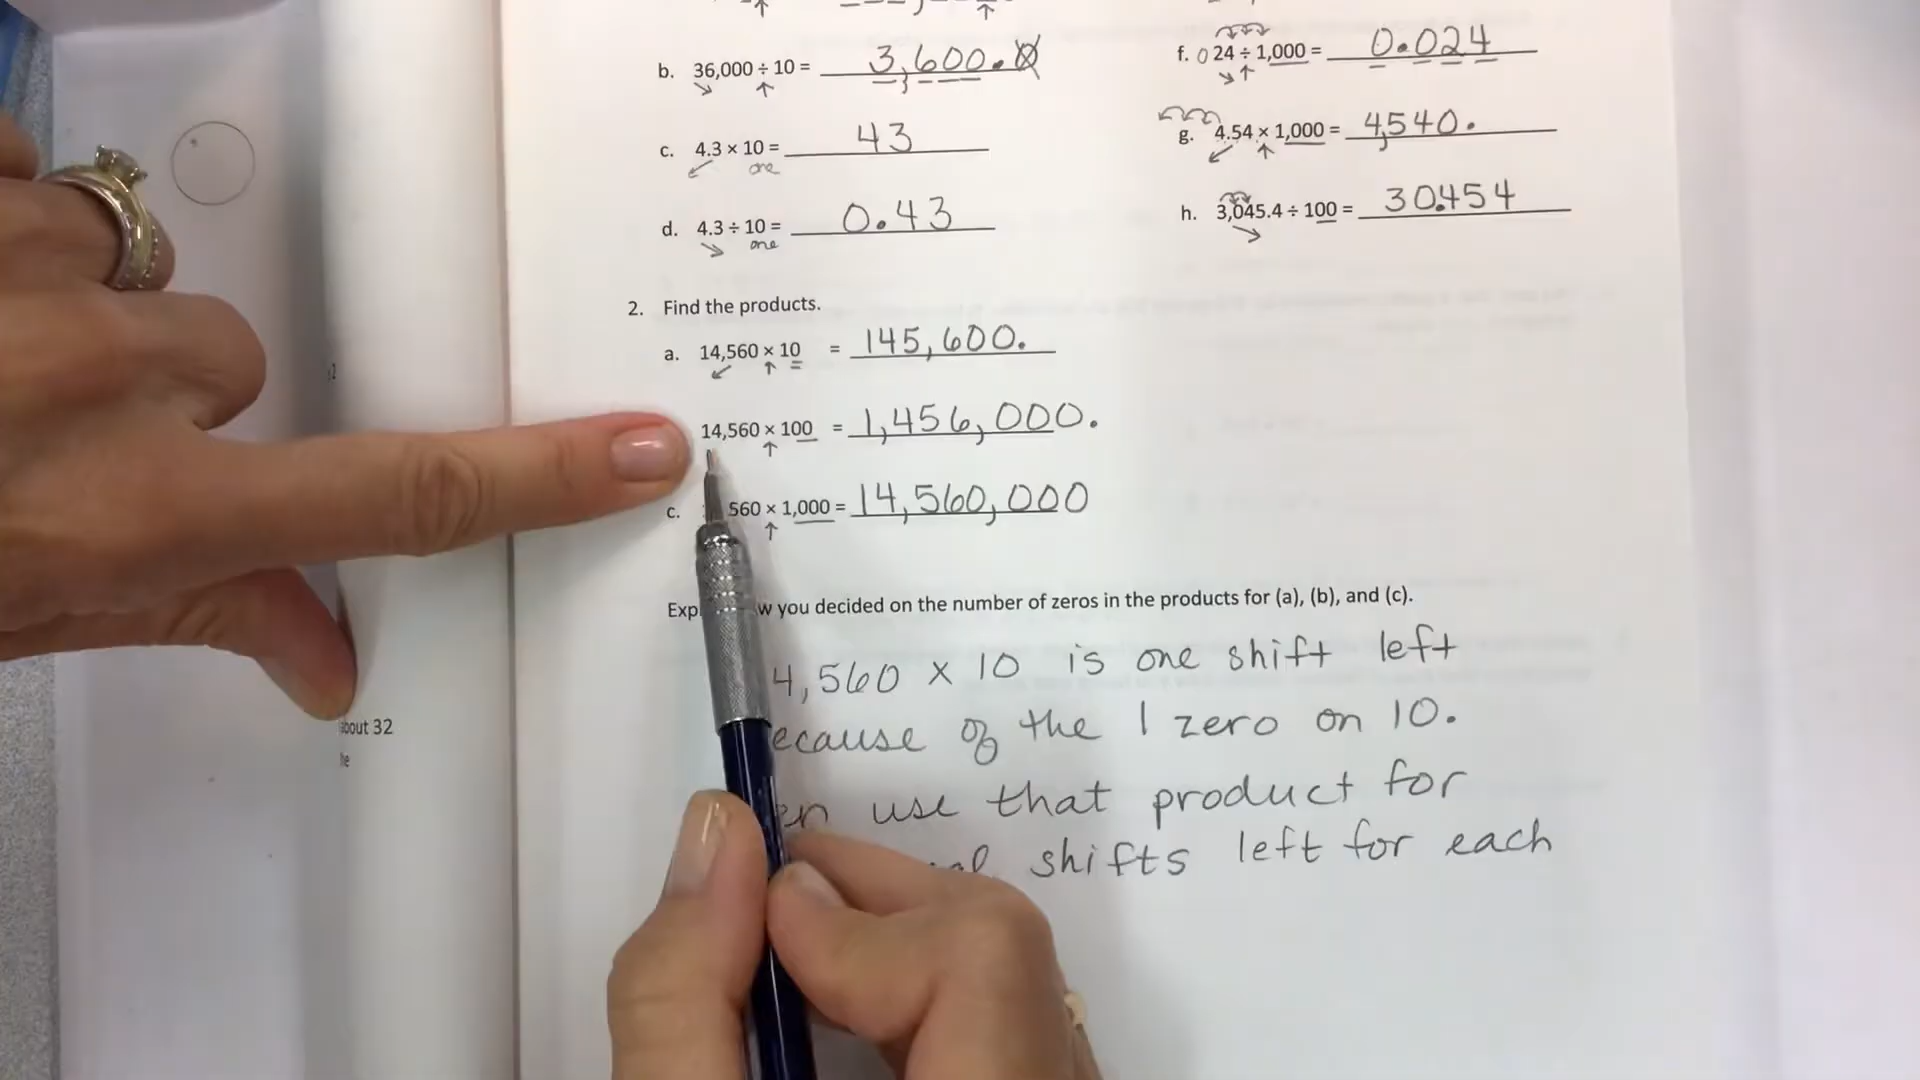 b. 36,000 ÷ 10 = 3,600.0
f. 024 ÷ 1,000 = 0.024
c. 4.3 × 10 = 43
one
g. 4.54 × 1,000 = 4,540.
d. 4.3 ÷ 10 = 0.43
one
h. 3,045.4 ÷ 100 = 30.454
2. Find the products.
a. 14,560 × 10 = 145,600.
14,560 × 100 = 1,456,000.
c. 560 × 1,000 = 14,560,000
you decided on the number of zeros in the products for (a), (b), and (c).
4,560 x 10 is one shift left
ecause of the 1 zero on 10.
use that product for
shifts left for each
about 32